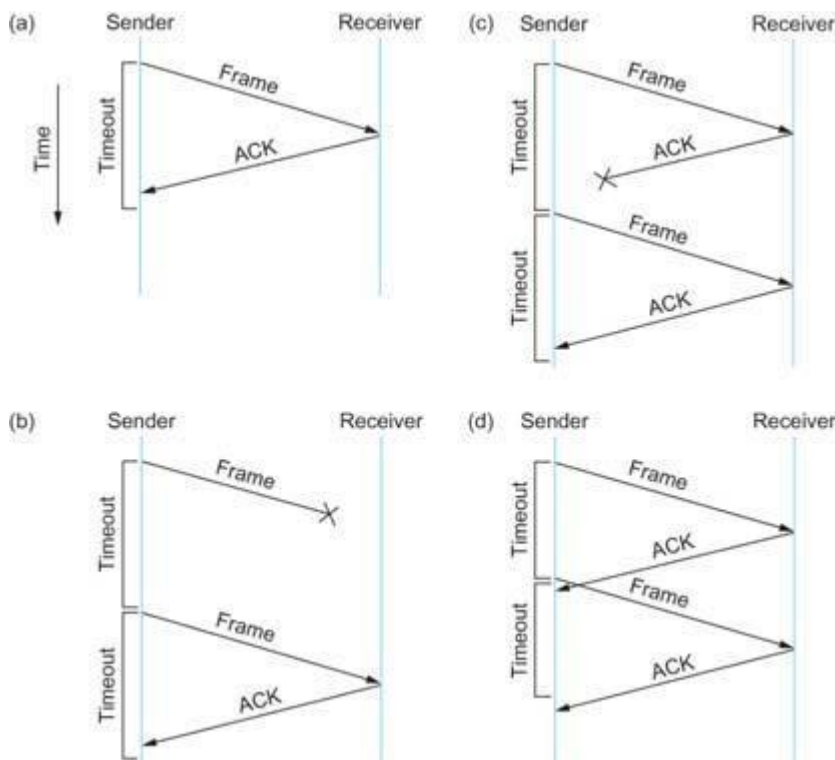 (a)
Sender Receiver
Time
Timeout
Frame
ACK
(c)
Sender Receiver
Timeout
Frame
ACK
Timeout
Frame
ACK
(b)
Sender Receiver
Timeout
Frame
Timeout
Frame
ACK
(d)
Sender Receiver
Timeout
Frame
ACK
Timeout
Frame
ACK